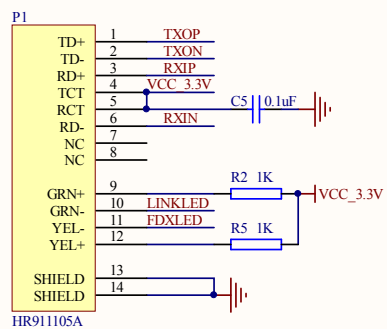 P1
TD+ 1 TXOP
TD- 2 TXON
RD+ 3 RXIP
TCT 4 VCC_3.3V
RCT 5 C5 0.1uF
RD- 6 RXIN
NC 7
NC 8
GRN+ 9 R2 1K VCC_3.3V
GRN- 10 LINKLED
YEL- 11 FDXLED
YEL+ 12 R5 1K
SHIELD 13
SHIELD 14
HR911105A